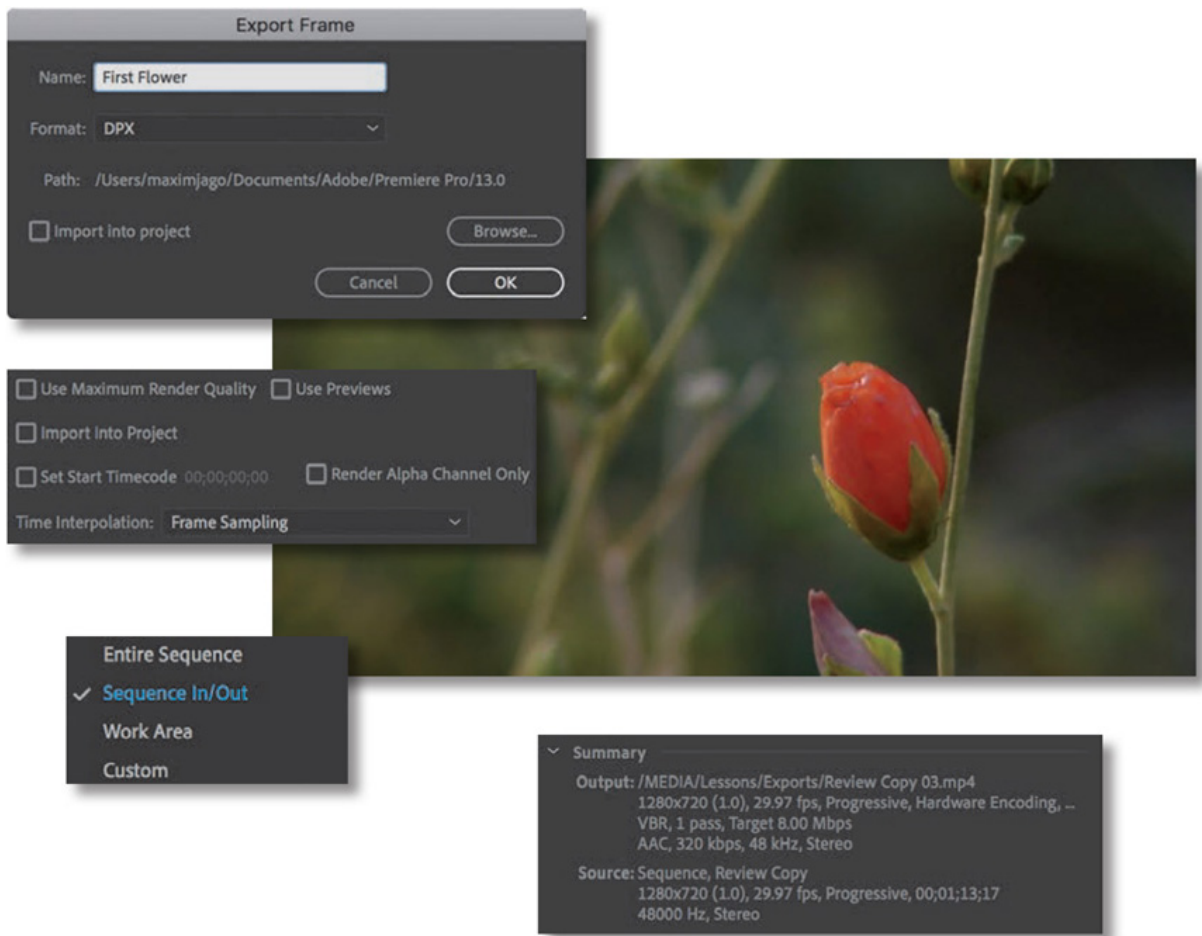 Export Frame
Name: First Flower
Format: DPX
Path: /Users/maximjago/Documents/Adobe/Premiere Pro/13.0
Import into project
Browse...
Cancel
OK
Use Maximum Render Quality Use Previews
Import Into Project
Set Start Timecode 00;00;00;00 Render Alpha Channel Only
Time Interpolation: Frame Sampling
Entire Sequence
Sequence In/Out
Work Area
Custom
Summary
Output: /MEDIA/Lessons/Exports/Review Copy 03.mp4
1280x720 (1.0), 29.97 fps, Progressive, Hardware Encoding, ...
VBR, 1 pass, Target 8.00 Mbps
AAC, 320 kbps, 48 kHz, Stereo
Source: Sequence, Review Copy
1280x720 (1.0), 29.97 fps, Progressive, 00;01;13;17
48000 Hz, Stereo